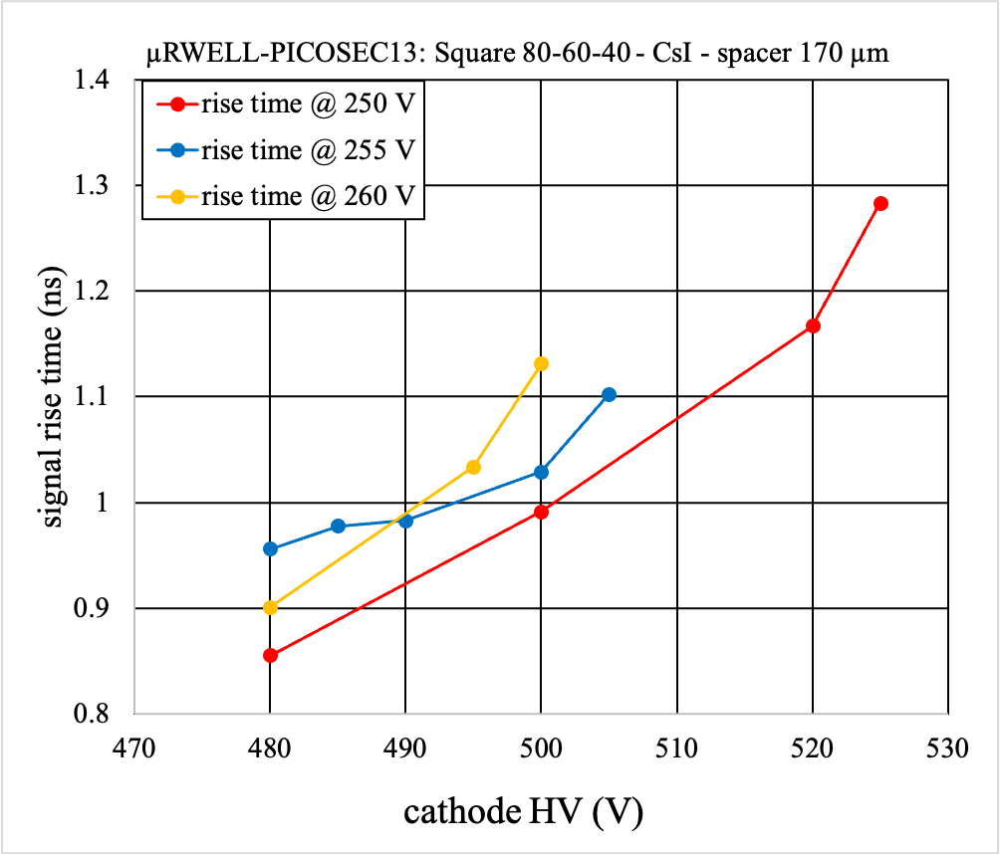 µRWELL-PICOSEC13: Square 80-60-40 - CsI - spacer 170 µm
1.4
rise time @ 250 V
rise time @ 255 V
1.3
rise time @ 260 V
signal rise time (ns)
1.2
1.1
1
0.9
0.8
470 480 490 500 510 520 530
cathode HV (V)